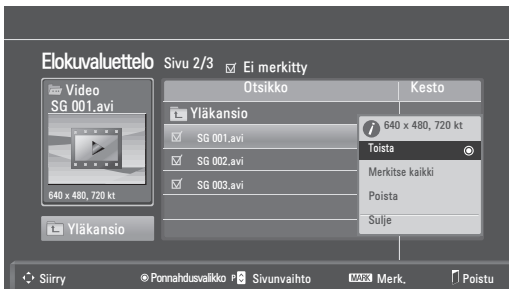 Elokuvaluettelo Sivu 2/3 Ei merkitty
Video
SG 001.avi
640 x 480, 720 kt
Yläkansio
Otsikko Kesto
Yläkansio
SG 001.avi
SG 002.avi
SG 003.avi
640 x 480, 720 kt
Toista
Merkitse kaikki
Poista
Sulje
Siirry Ponnahdusvalikko P Sivunvaihto MARK Merk. Poistu